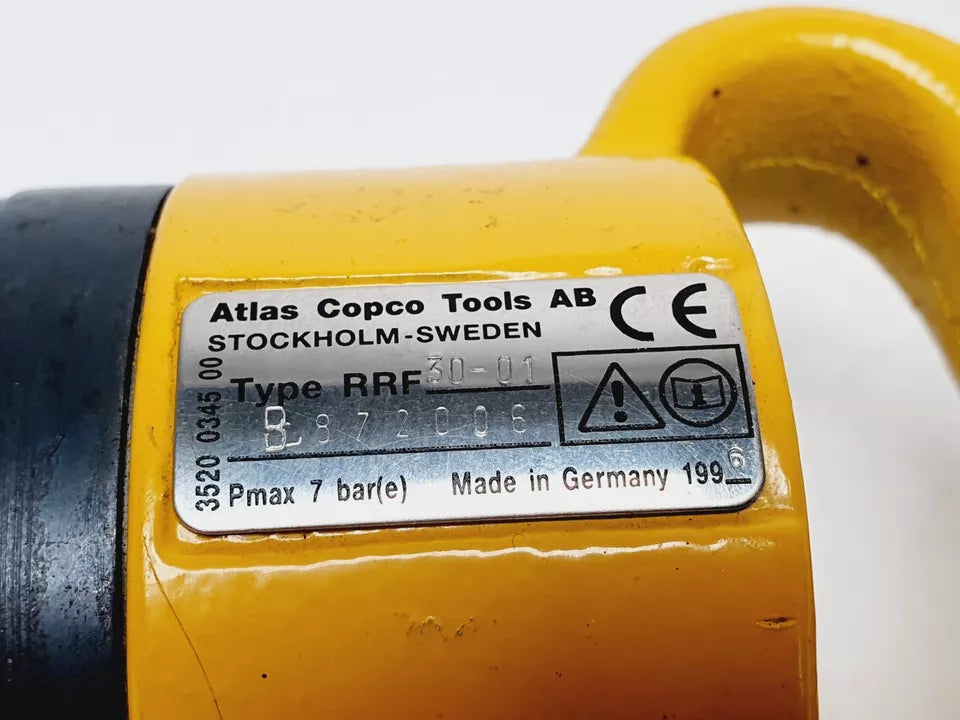 Atlas Copco Tools AB CE
STOCKHOLM-SWEDEN
Type RRF 30-01
872006
Pmax 7 bar(e) Made in Germany 1996
3520 0345 00